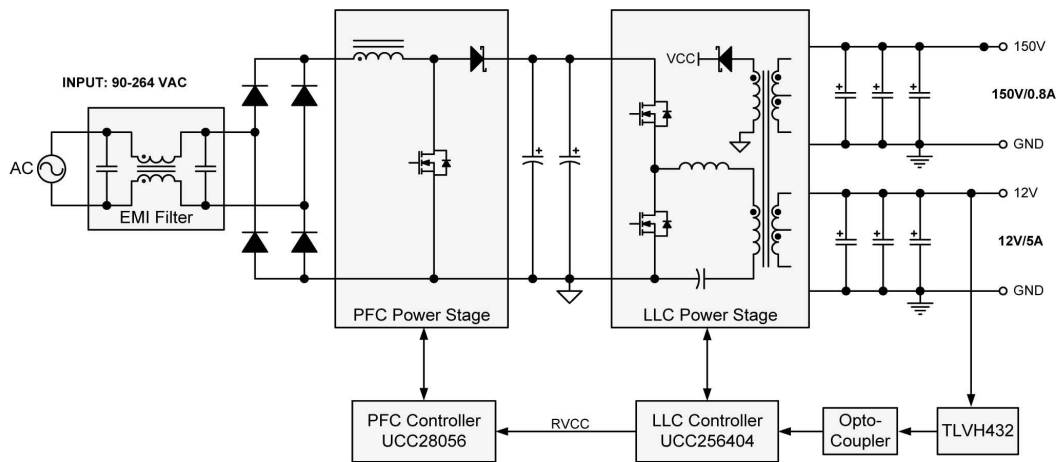 INPUT: 90-264 VAC
AC
EMI Filter
PFC Power Stage
VCC
LLC Power Stage
150V
150V/0.8A
GND
12V
12V/5A
GND
PFC Controller
UCC28056
RVCC
LLC Controller
UCC256404
Opto-
Coupler
TLVH432
+
+
+
+
+
+
+
+